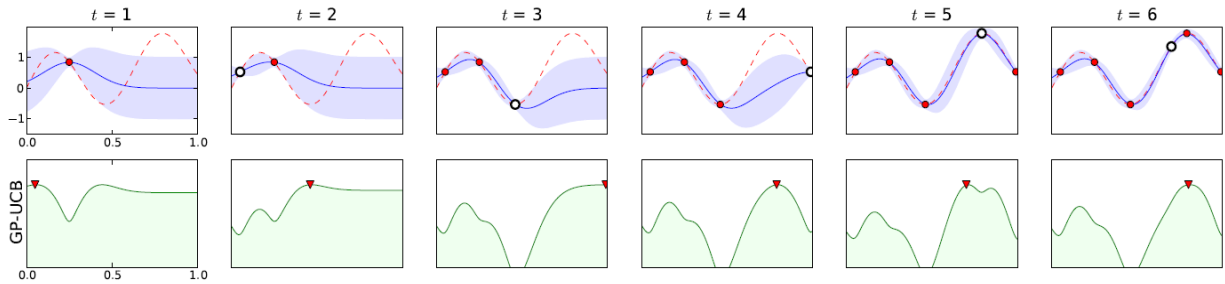 t = 1 t = 2 t = 3 t = 4 t = 5 t = 6
1
0
−1
0.0 0.5 1.0
GP-UCB
0.0 0.5 1.0